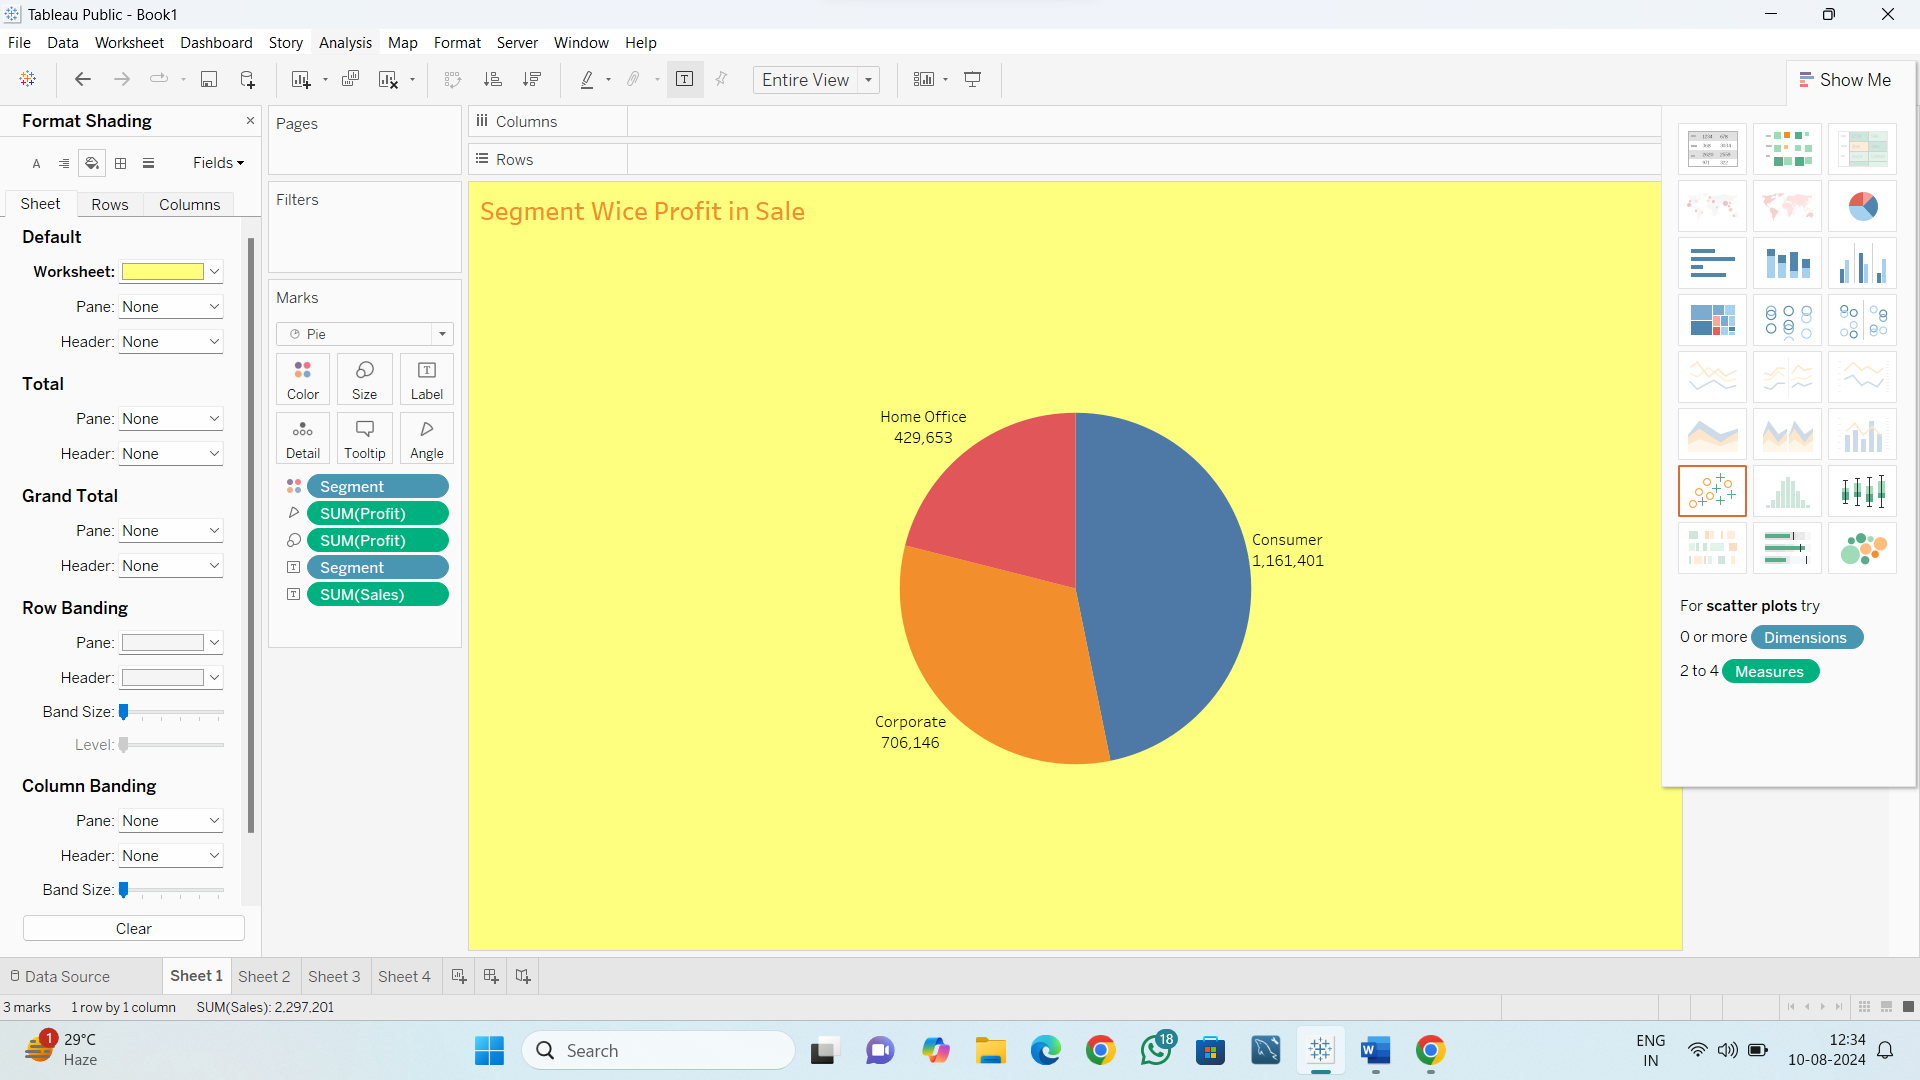 Tableau Public - Book1
File Data Worksheet Dashboard Story Analysis Map Format Server Window Help
Entire View
Show Me
Format Shading
Fields
Sheet Rows Columns
Default
Worksheet:
Pane: None
Header: None
Total
Pane: None
Header: None
Grand Total
Pane: None
Header: None
Row Banding
Pane:
Header:
Band Size:
Level:
Column Banding
Pane: None
Header: None
Band Size:
Clear
Pages
Filters
Marks
Pie
Color Size Label
Detail Tooltip Angle
Segment
SUM(Profit)
SUM(Profit)
Segment
SUM(Sales)
Columns
Rows
Segment Wice Profit in Sale
Home Office
429,653
Consumer
1,161,401
Corporate
706,146
For scatter plots try
0 or more Dimensions
2 to 4 Measures
Data Source Sheet 1 Sheet 2 Sheet 3 Sheet 4
3 marks 1 row by 1 column SUM(Sales): 2,297,201
1
29°C
Haze
Search
18
ENG
IN
12:34
10-08-2024